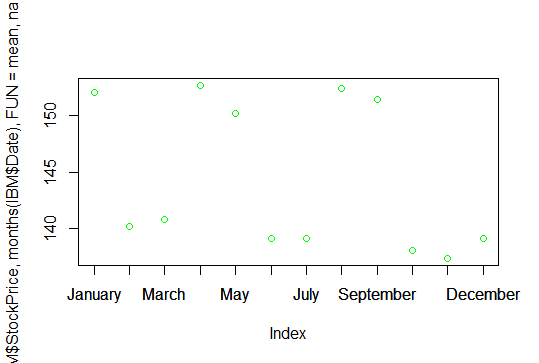 M$StockPrice, months(IBM$Date), FUN = mean, na
150
145
140
January March May July September December
Index